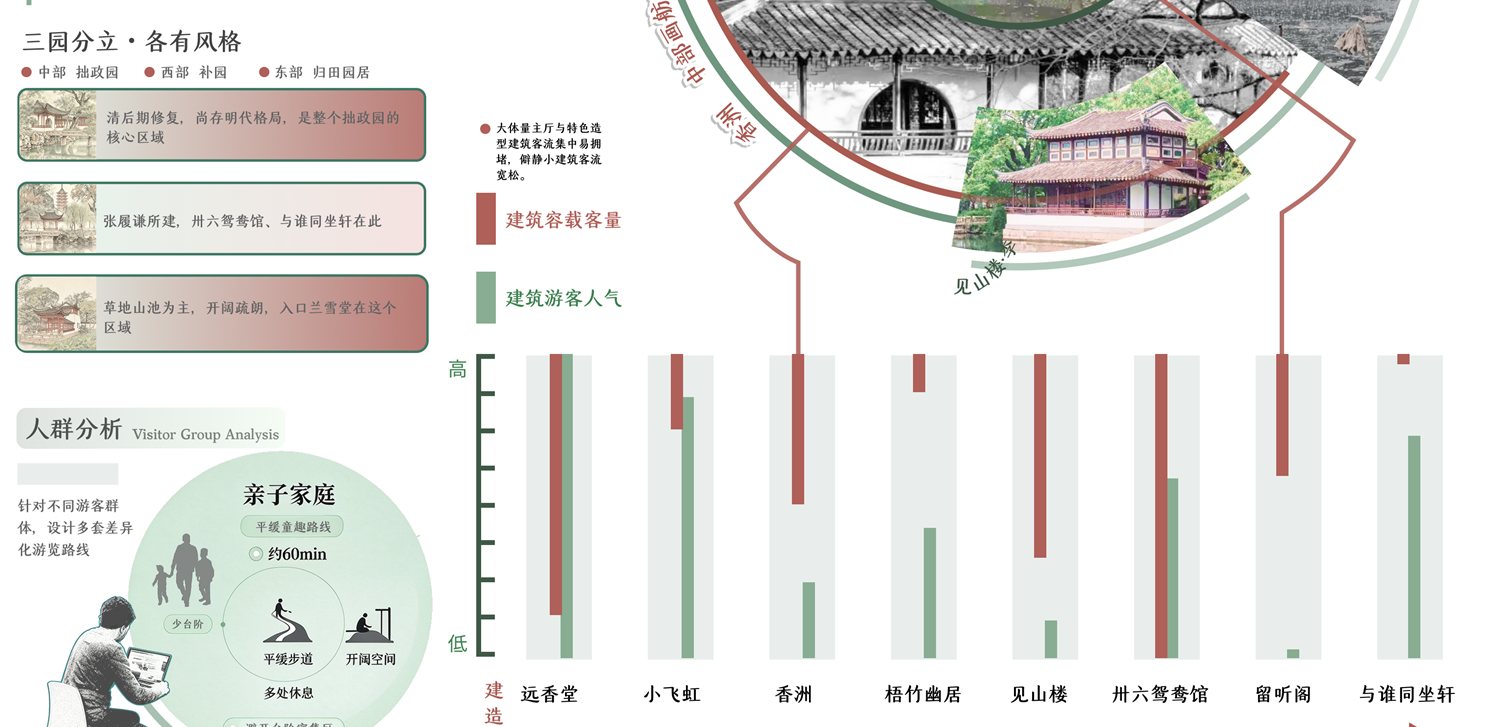 三园分立·各有风格
中部 拙政园
西部 补园
东部 归田园居
清后期修复，尚存明代格局，是整个拙政园的
核心区域
张履谦所建，卅六鸳鸯馆、与谁同坐轩在此
草地山池为主，开阔疏朗，入口兰雪堂在这个
区域
人群分析 Visitor Group Analysis
针对不同游客群
体，设计多套差异
化游览路线
亲子家庭
平缓童趣路线
约60min
少台阶
平缓步道
开阔空间
多处休息
中部画舫
香洲
见山楼·
大体量主厅与特色造
型建筑客流集中易拥
堵，僻静小建筑客流
宽松。
建筑容载客量
建筑游客人气
高
低
建
造
远香堂
小飞虹
香洲
梧竹幽居
见山楼
卅六鸳鸯馆
留听阁
与谁同坐轩